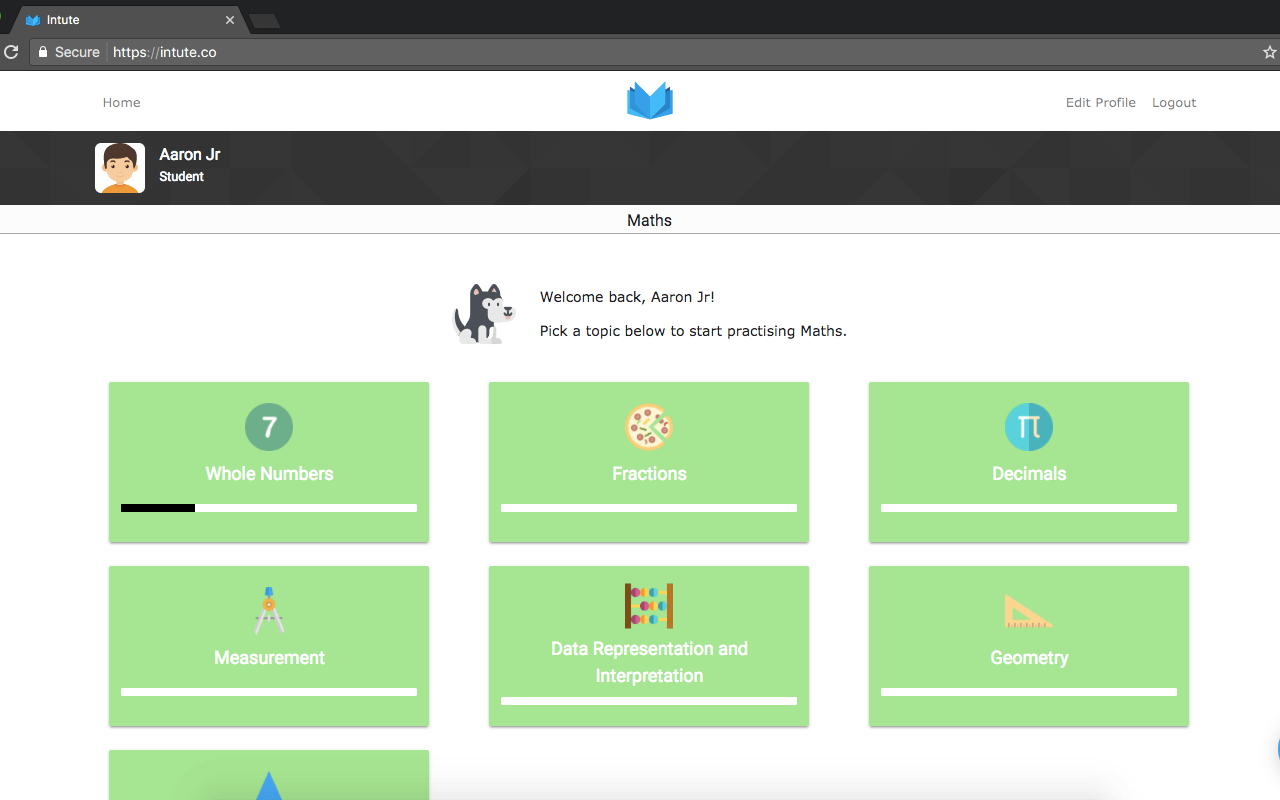 Intute
Secure https://intute.co
Home
Edit Profile Logout
Aaron Jr
Student
Maths
Welcome back, Aaron Jr!
Pick a topic below to start practising Maths.
7
Whole Numbers
Fractions
π
Decimals
Measurement
Data Representation and
Interpretation
Geometry